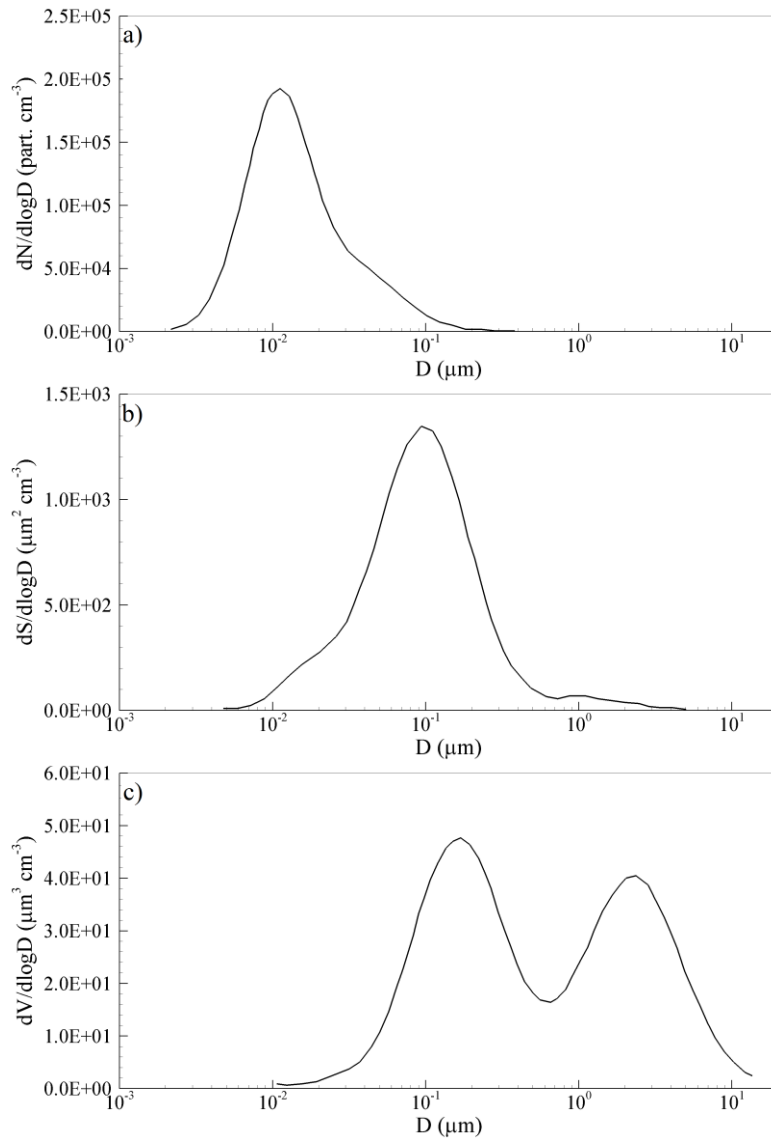 a)
dN/dlogD (part. cm⁻³)
2.5E+05
2.0E+05
1.5E+05
1.0E+05
5.0E+04
0.0E+00
10⁻³ 10⁻² 10⁻¹ 10⁰ 10¹
D (μm)
b)
dS/dlogD (μm² cm⁻³)
1.5E+03
1.0E+03
5.0E+02
0.0E+00
10⁻³ 10⁻² 10⁻¹ 10⁰ 10¹
D (μm)
c)
dV/dlogD (μm³ cm⁻³)
6.0E+01
5.0E+01
4.0E+01
3.0E+01
2.0E+01
1.0E+01
0.0E+00
10⁻³ 10⁻² 10⁻¹ 10⁰ 10¹
D (μm)